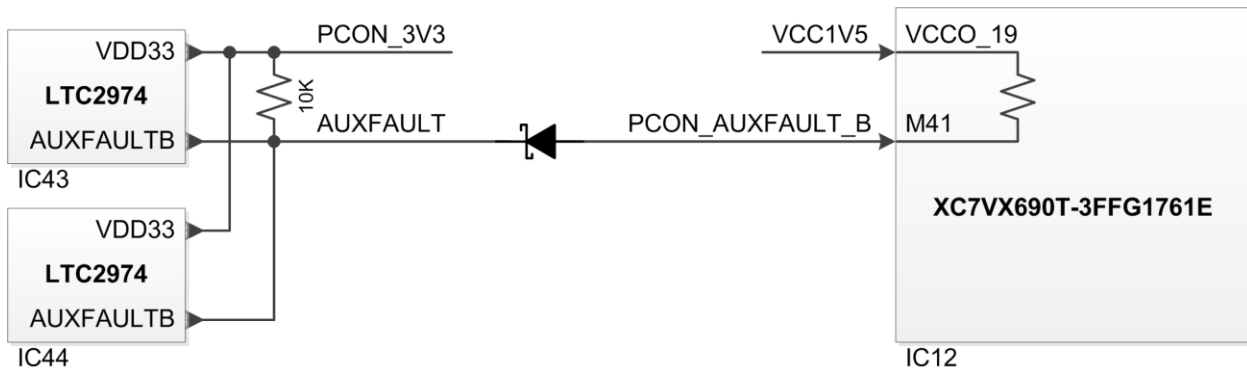 VDD33
LTC2974
AUXFAULTB
IC43
PCON_3V3
10K
AUXFAULT
VDD33
LTC2974
AUXFAULTB
IC44
VCC1V5
VCCO_19
PCON_AUXFAULT_B
M41
XC7VX690T-3FFG1761E
IC12